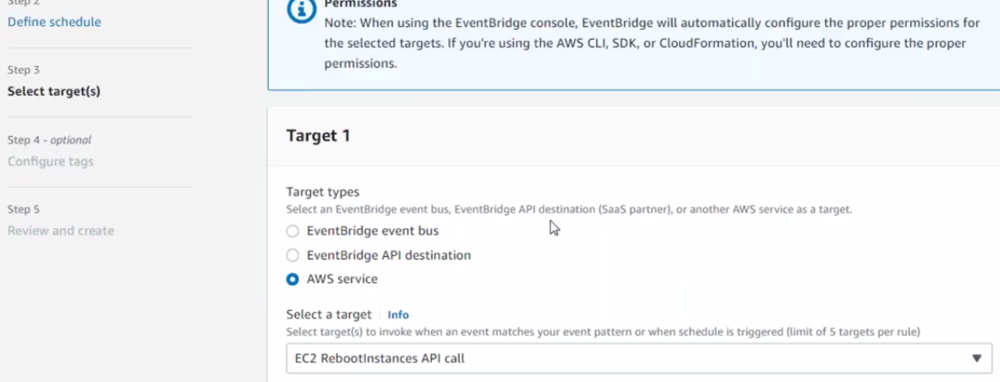 Step 2
Define schedule
Step 3
Select target(s)
Step 4 - optional
Configure tags
Step 5
Review and create
Permissions
Note: When using the EventBridge console, EventBridge will automatically configure the proper permissions for
the selected targets. If you're using the AWS CLI, SDK, or CloudFormation, you'll need to configure the proper
permissions.
Target 1
Target types
Select an EventBridge event bus, EventBridge API destination (SaaS partner), or another AWS service as a target.
EventBridge event bus
EventBridge API destination
AWS service
Select a target Info
Select target(s) to invoke when an event matches your event pattern or when schedule is triggered (limit of 5 targets per rule)
EC2 RebootInstances API call